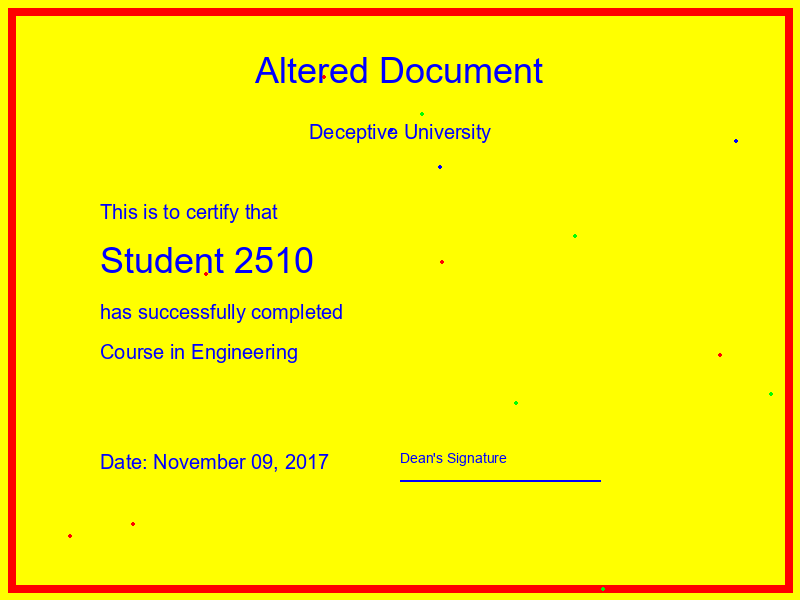 Altered Document
Deceptive University
This is to certify that
Student 2510
has successfully completed
Course in Engineering
Date: November 09, 2017
Dean's Signature